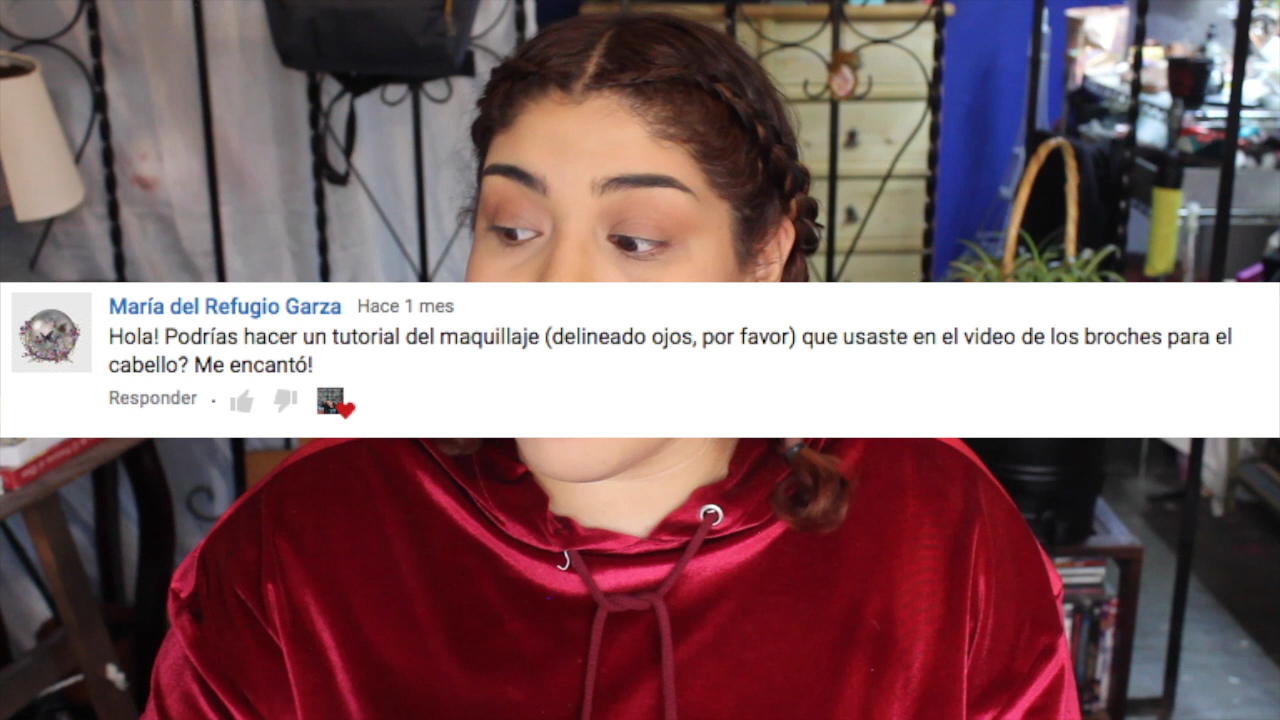 María del Refugio Garza Hace 1 mes
Hola! Podrías hacer un tutorial del maquillaje (delineado ojos, por favor) que usaste en el video de los broches para el
cabello? Me encantó!
Responder .